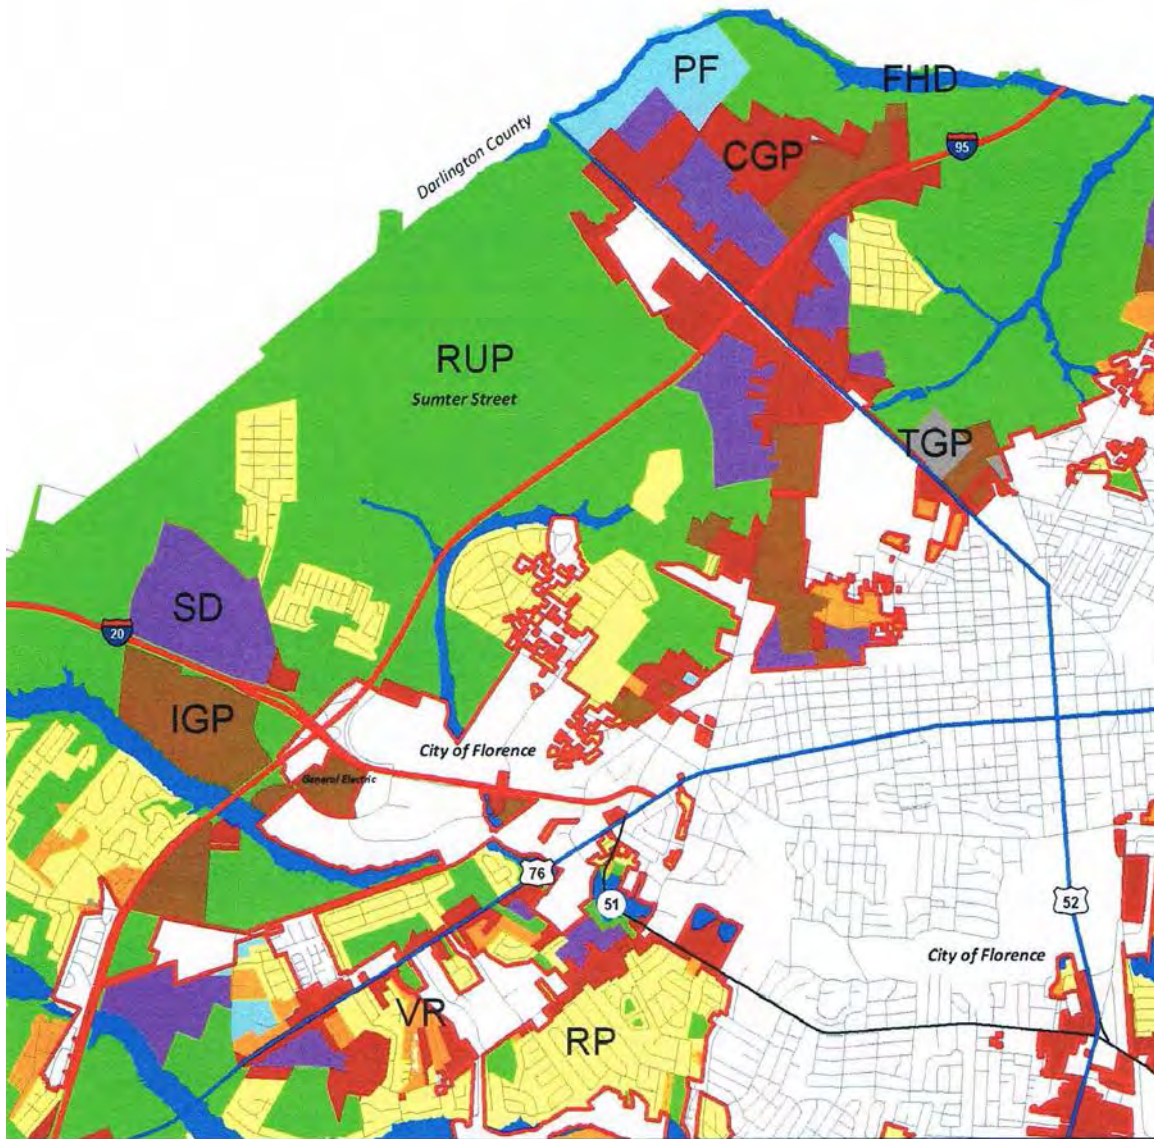 PF
FHD
Darlington County
CGP
95
RUP
Sumter Street
TGP
SD
20
IGP
City of Florence
General Electric
76
51
52
City of Florence
VR
RP